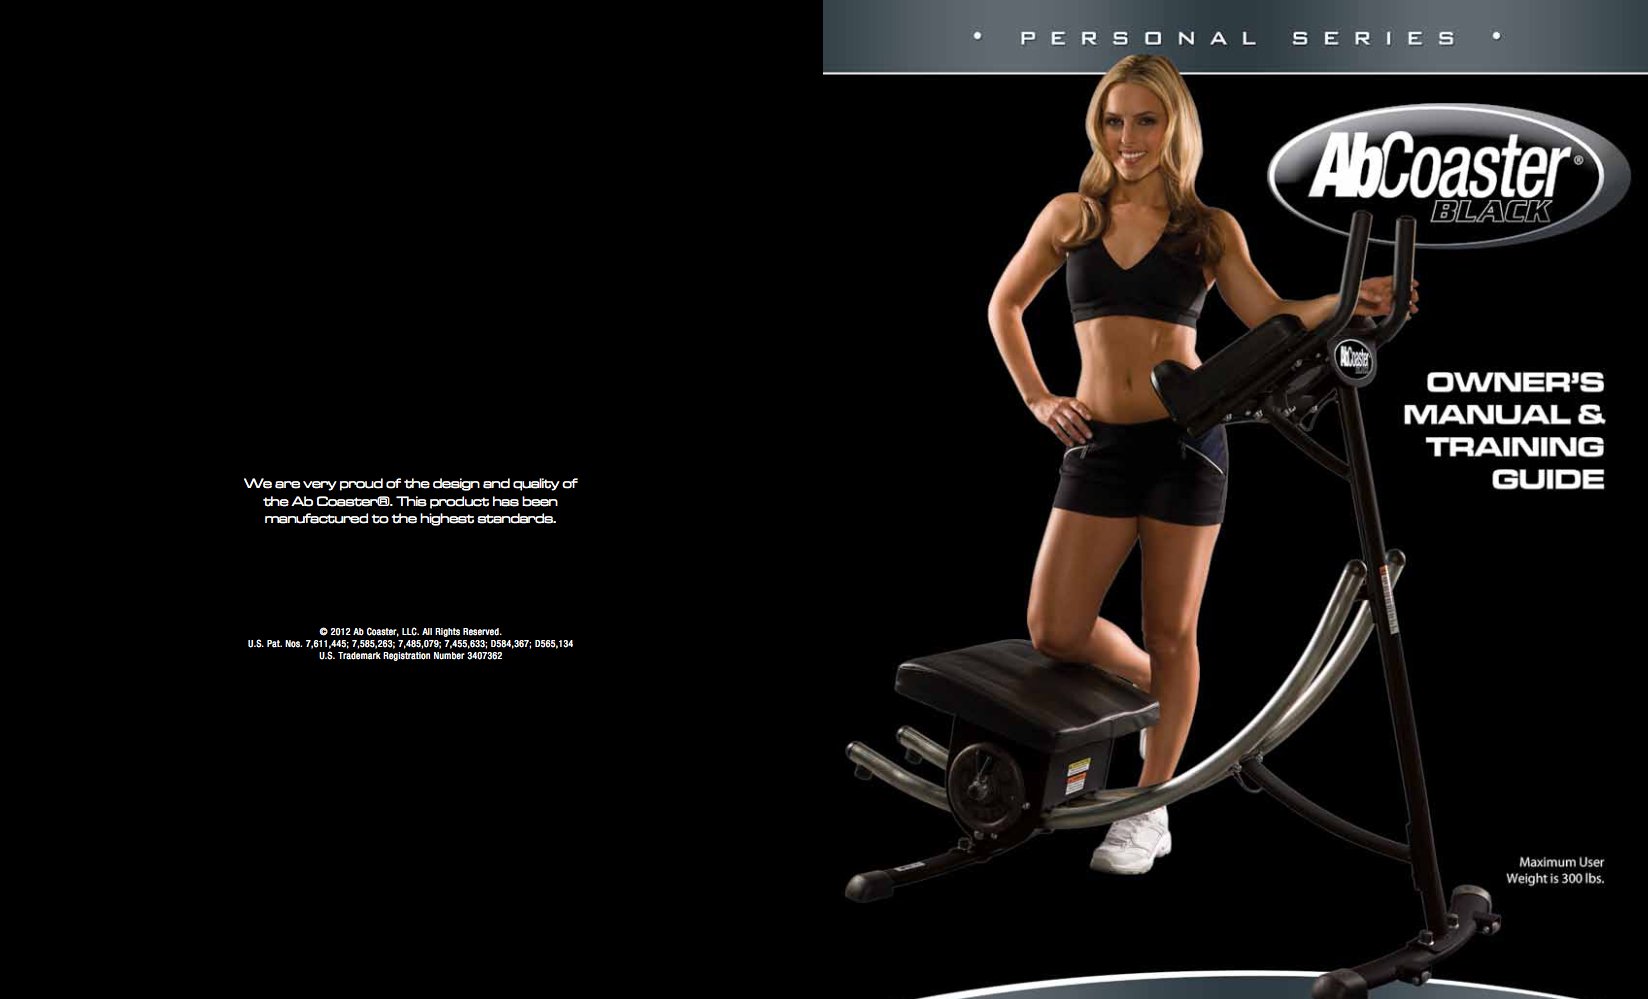 We are very proud of the design and quality of
the Ab Coaster®. This product has been
manufactured to the highest standards.
© 2012 Ab Coaster, LLC. All Rights Reserved.
U.S. Pat. Nos. 7,611,445; 7,585,263; 7,485,079; 7,455,633; D584,367; D565,134
U.S. Trademark Registration Number 3407362
• PERSONAL SERIES •
AbCoaster®
BLACK
AbCoaster
OWNER'S
MANUAL &
TRAINING
GUIDE
Maximum User
Weight is 300 lbs.